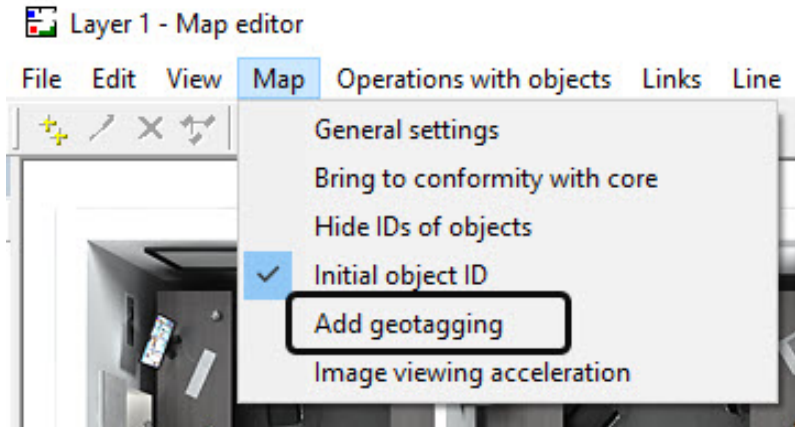 Layer 1 - Map editor
File Edit View Map Operations with objects Links Line
General settings
Bring to conformity with core
Hide IDs of objects
Initial object ID
Add geotagging
Image viewing acceleration